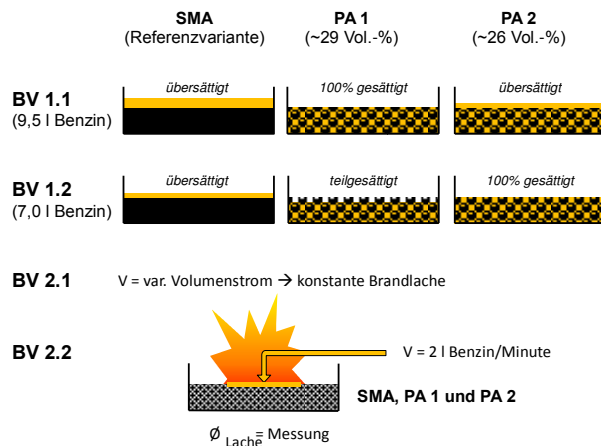 SMA PA 1 PA 2
(Referenzvariante) (~29 Vol.-%) (~26 Vol.-%)
übersättigt 100% gesättigt übersättigt
BV 1.1
(9,5 l Benzin)
übersättigt teilgesättigt 100% gesättigt
BV 1.2
(7,0 l Benzin)
BV 2.1 V = var. Volumenstrom → konstante Brandlache
BV 2.2 V = 2 l Benzin/Minute
SMA, PA 1 und PA 2
Ø Lache = Messung